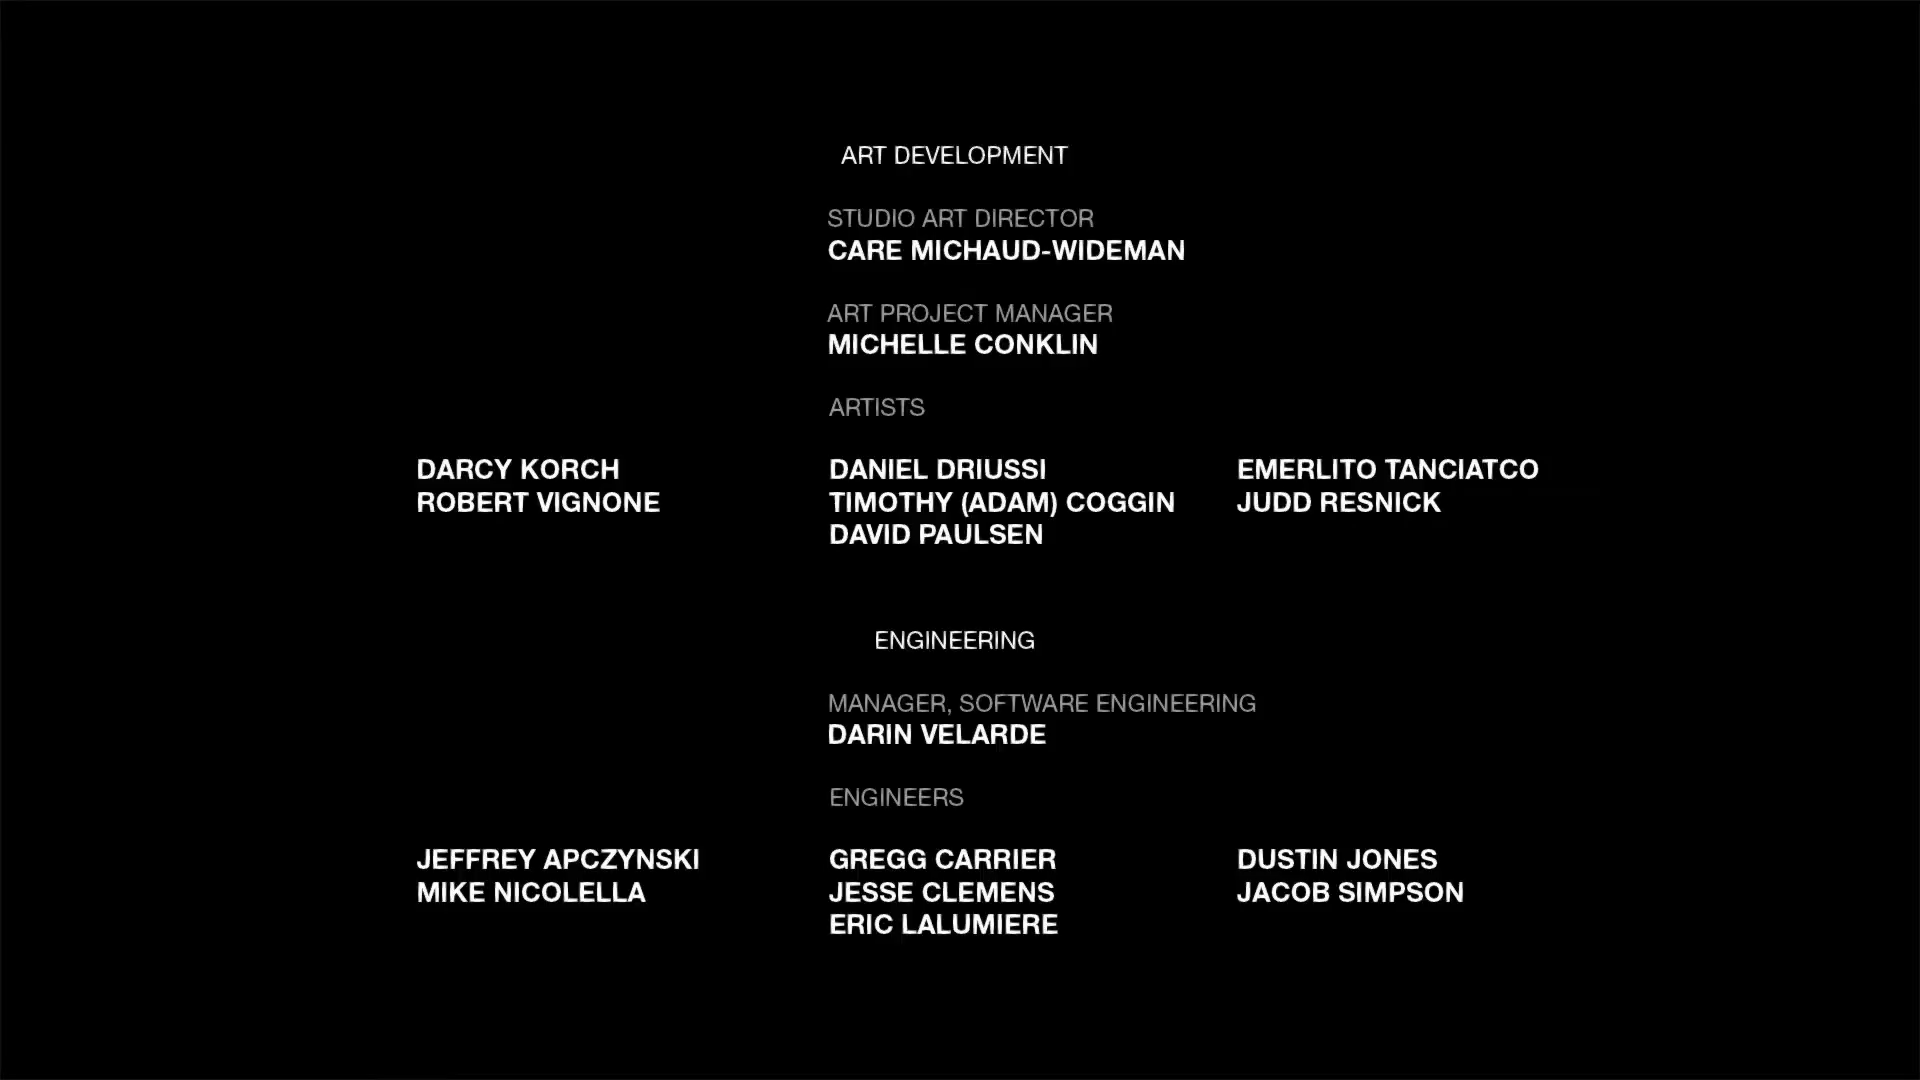 ART DEVELOPMENT
STUDIO ART DIRECTOR
CARE MICHAUD-WIDEMAN
ART PROJECT MANAGER
MICHELLE CONKLIN
ARTISTS
DARCY KORCH DANIEL DRIUSSI EMERLITO TANCIATCO
ROBERT VIGNONE TIMOTHY (ADAM) COGGIN JUDD RESNICK
DAVID PAULSEN
ENGINEERING
MANAGER, SOFTWARE ENGINEERING
DARIN VELARDE
ENGINEERS
JEFFREY APCZYNSKI GREGG CARRIER DUSTIN JONES
MIKE NICOLELLA JESSE CLEMENS JACOB SIMPSON
ERIC LALUMIERE